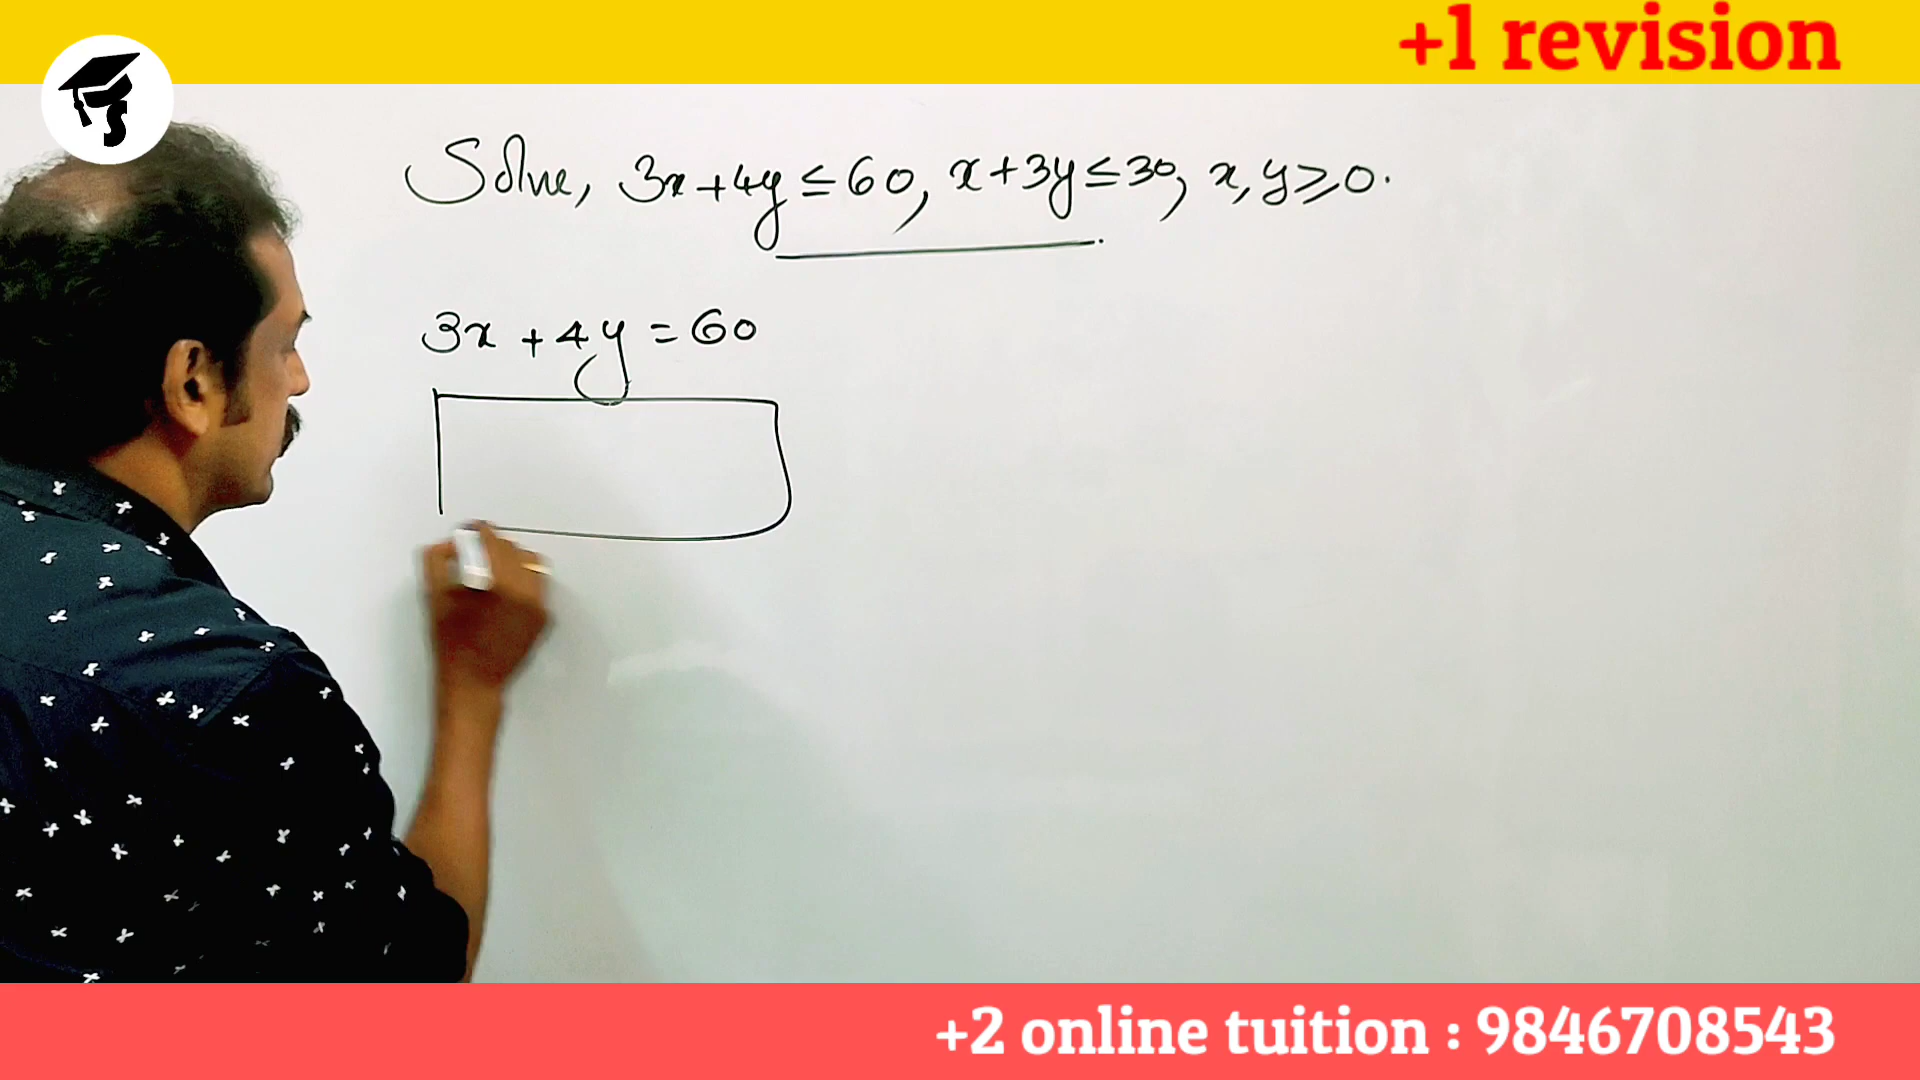 +1 revision
Solve, 3x+4y≤60, x+3y≤30, x, y≥0.
3x + 4y = 60
+2 online tuition : 9846708543